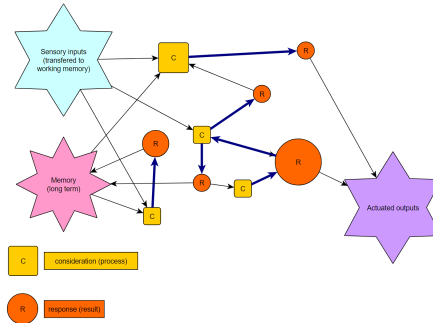 Sensory inputs
(transfered to
working memory)
C
R
R
C
R
R
Memory
(long term)
R
C
C
Actuated outputs
C
consideration (process)
R
response (result)